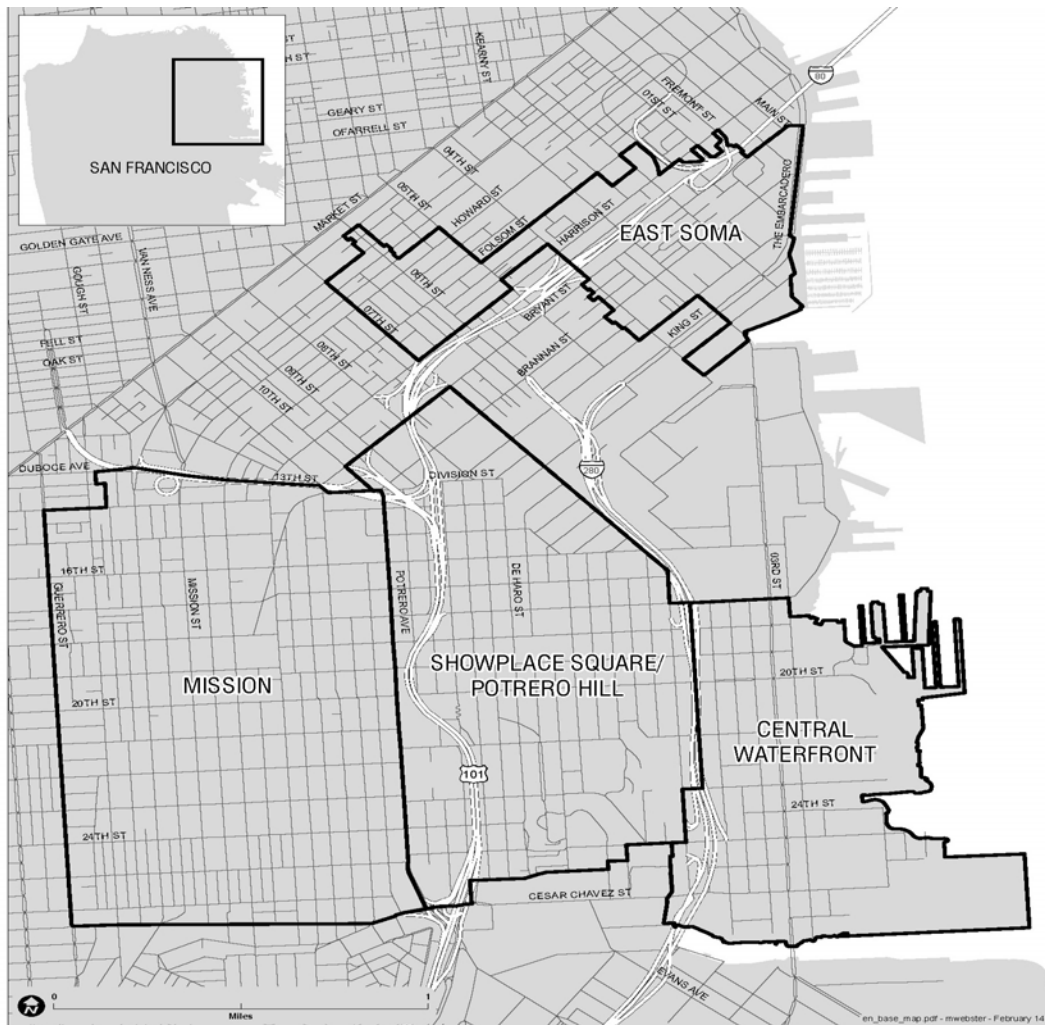 SAN FRANCISCO
KEARNY ST
GEARY ST
OFARRELL ST
80
FREMONT ST
01ST ST
MAIN ST
04TH ST
05TH ST
HOWARD ST
MARKET ST
FOLSOM ST
HARRISON ST
EAST SOMA
THE EMBARCADERO
GOLDEN GATE AVE
VAN NESS AVE
GOUGH ST
06TH ST
07TH ST
BRYANT ST
KING ST
FELL ST
OAK ST
08TH ST
09TH ST
10TH ST
BRANNAN ST
DUBOCE AVE
13TH ST
DIVISION ST
280
16TH ST
GUERRERO ST
MISSION ST
POTRERO AVE
DE HARO ST
03RD ST
MISSION
SHOWPLACE SQUARE/
POTRERO HILL
20TH ST
20TH ST
CENTRAL
WATERFRONT
101
24TH ST
24TH ST
CESAR CHAVEZ ST
EVANS AVE
N
0
1
Miles
en_base_map.pdf - mwebster - February 14